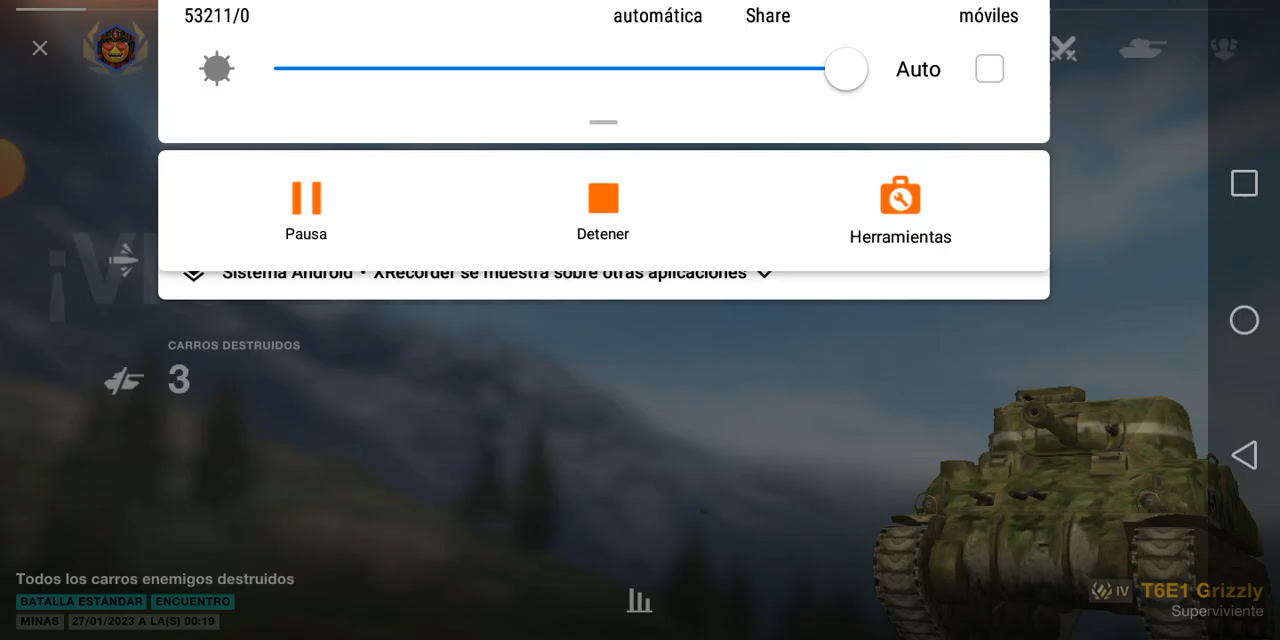 53211/0
automática
Share
móviles
Auto
Pausa
Detener
Herramientas
Sistema Android • XRecorder se muestra sobre otras aplicaciones
¡V
CARROS DESTRUIDOS
3
Todos los carros enemigos destruidos
BATALLA ESTÁNDAR ENCUENTRO
MINAS 27/01/2023 A LA(S) 00:19
IV T6E1 Grizzly
Superviviente